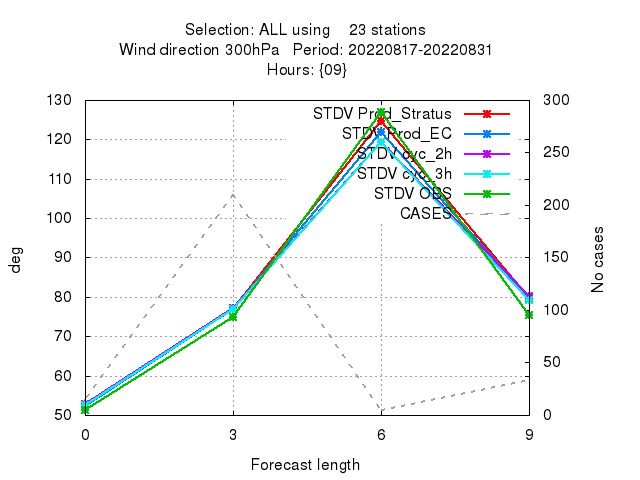 Selection: ALL using    23 stations
Wind direction 300hPa   Period: 20220817-20220831
Hours: {09}
130 300
STDV Prod_Stratus
120 250
STDV Prod_EC
STDV cyc_2h
110
STDV cyc_3h
STDV OBS
200
CASES
100
90 150
80 100
70
60 50
50 0
deg
No cases
0 3 6 9
Forecast length